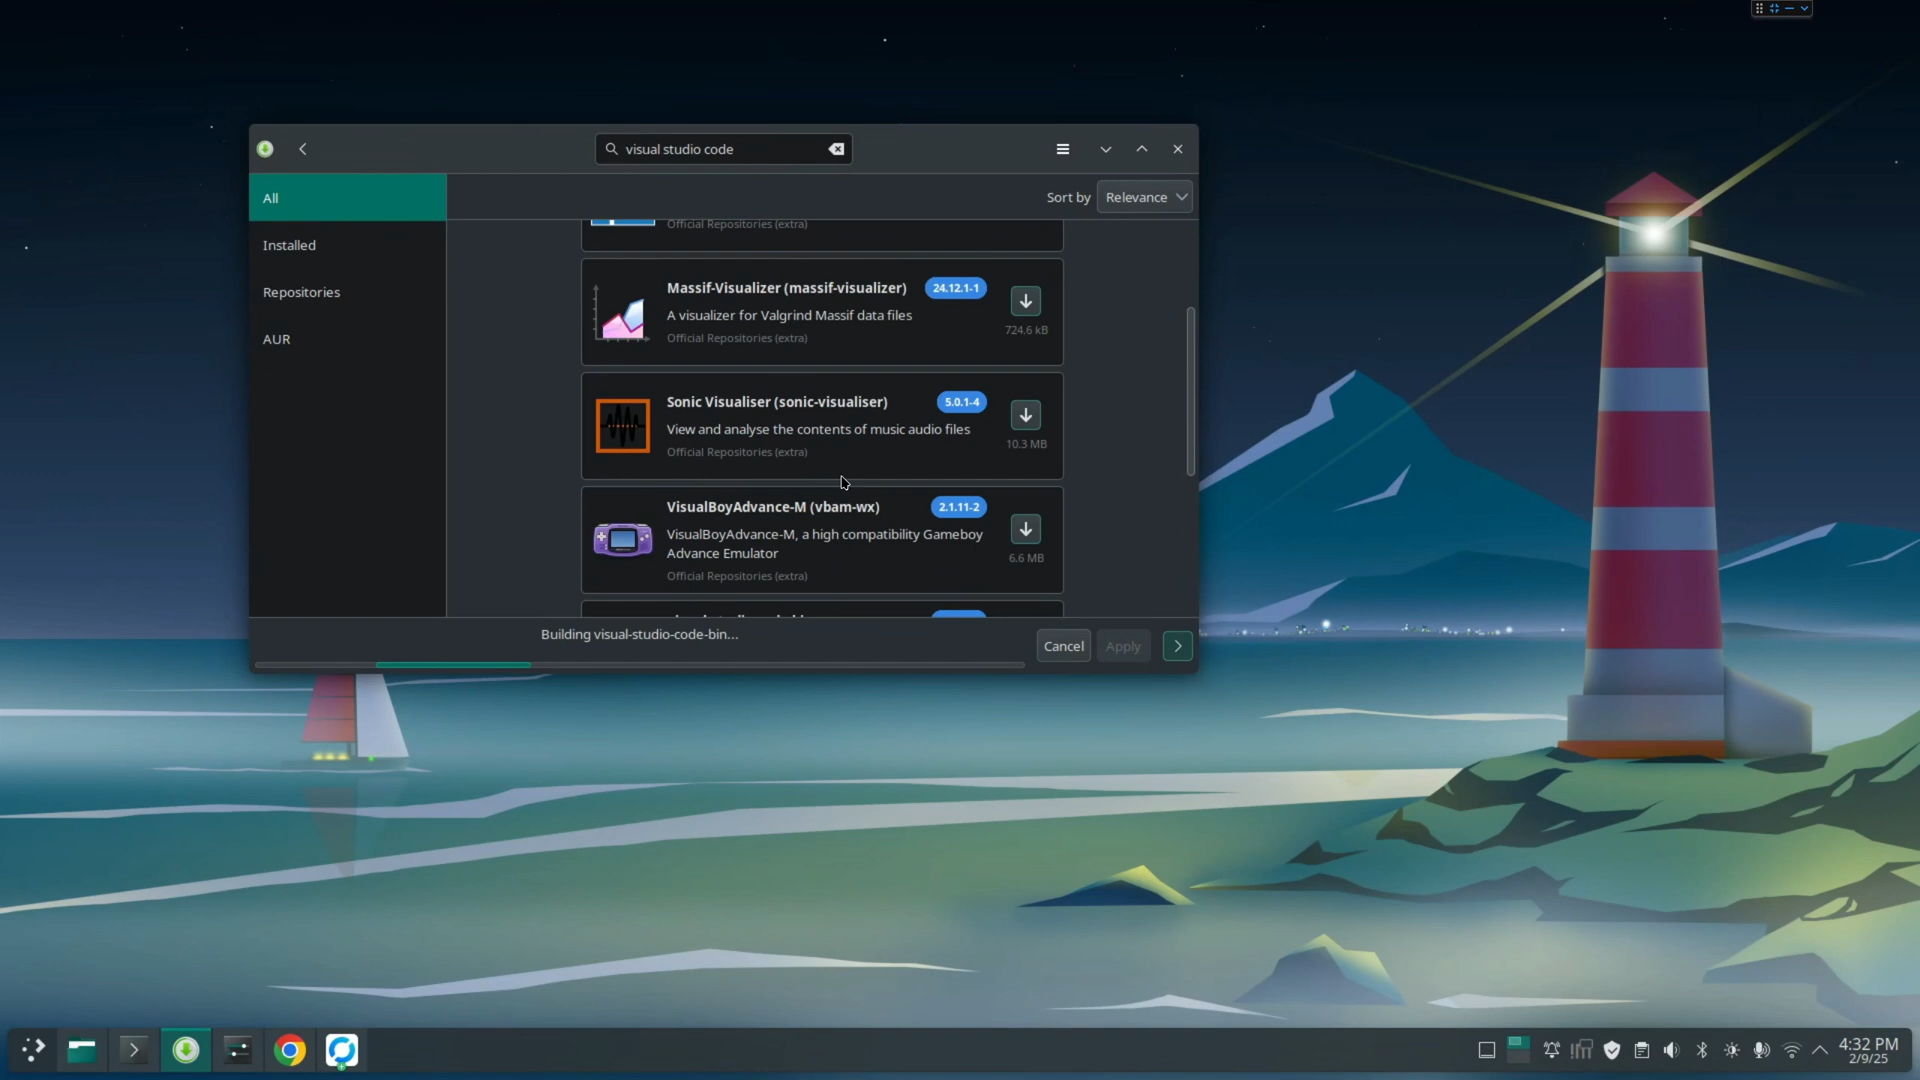 visual studio code
All
Sort by
Relevance
Installed
Repositories
AUR
Official Repositories (extra)
Massif-Visualizer (massif-visualizer)
24.12.1-1
A visualizer for Valgrind Massif data files
Official Repositories (extra)
724.6 kB
Sonic Visualiser (sonic-visualiser)
5.0.1-4
View and analyse the contents of music audio files
Official Repositories (extra)
10.3 MB
VisualBoyAdvance-M (vbam-wx)
2.1.11-2
VisualBoyAdvance-M, a high compatibility Gameboy
Advance Emulator
Official Repositories (extra)
6.6 MB
Building visual-studio-code-bin...
Cancel
Apply
4:32 PM
2/9/25